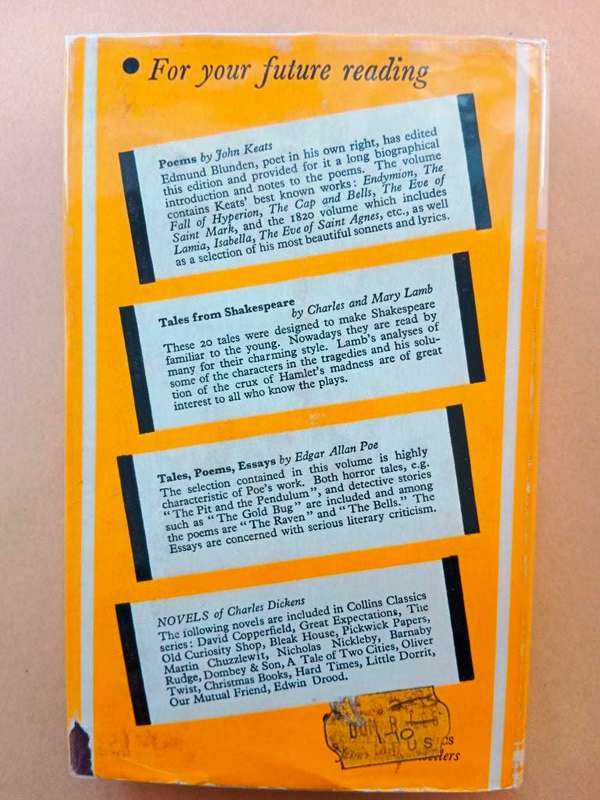 For your future reading
Poems by John Keats
Edmund Blunden, poet in his own right, has edited
this edition and provided for it a long biographical
introduction and notes to the poems. The volume
contains Keats' best known works: Endymion, The
Fall of Hyperion, The Cap and Bells, The Eve of
Saint Mark, and the 1820 volume which includes
Lamia, Isabella, The Eve of Saint Agnes, etc., as well
as a selection of his most beautiful sonnets and lyrics.
Tales from Shakespeare
by Charles and Mary Lamb
These 20 tales were designed to make Shakespeare
familiar to the young. Nowadays they are read by
many for their charming style. Lamb's analyses of
some of the characters in the tragedies and his solu-
tion of the crux of Hamlet's madness are of great
interest to all who know the plays.
Tales, Poems, Essays by Edgar Allan Poe
The selection contained in this volume is highly
characteristic of Poe's work. Both horror tales, e.g.
"The Pit and the Pendulum", and detective stories
such as "The Gold Bug" are included and among
the poems are "The Raven" and "The Bells." The
Essays are concerned with serious literary criticism.
NOVELS of Charles Dickens
The following novels are included in Collins Classics
series: David Copperfield, Great Expectations, The
Old Curiosity Shop, Bleak House, Pickwick Papers,
Martin Chuzzlewit, Nicholas Nickleby, Barnaby
Rudge, Dombey & Son, A Tale of Two Cities, Oliver
Twist, Christmas Books, Hard Times, Little Dorrit,
Our Mutual Friend, Edwin Drood.